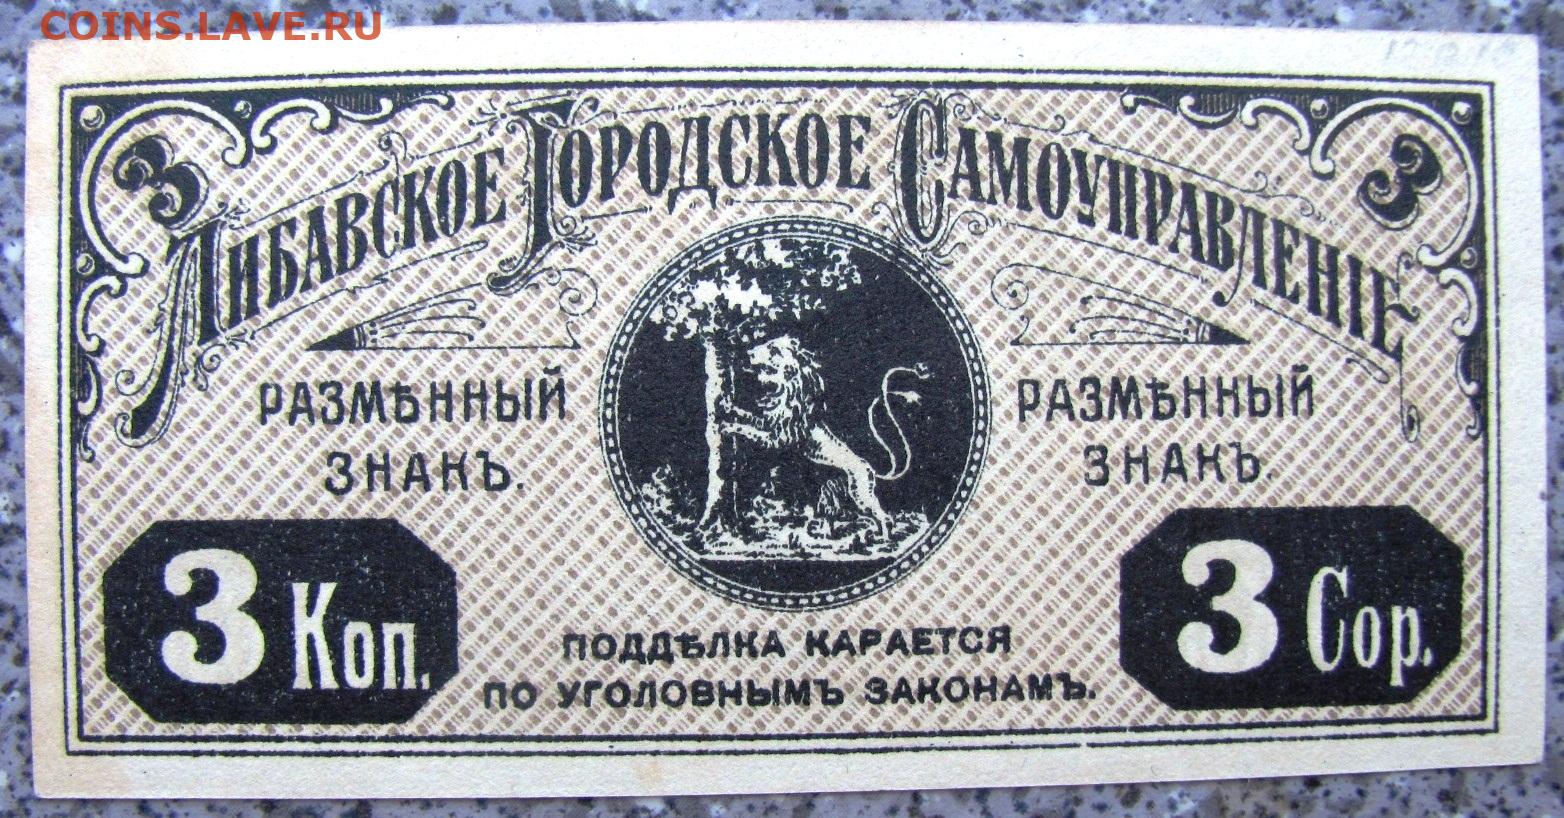 COINS.LAVE.RU
3 3
Либавское Городское Самоуправленіе
РАЗМѢННЫЙ
ЗНАКЪ.
РАЗМѢННЫЙ
ЗНАКЪ.
3 Коп.
ПОДДѢЛКА КАРАЕТСЯ
ПО УГОЛОВНЫМЪ ЗАКОНАМЪ.
3 Cop.